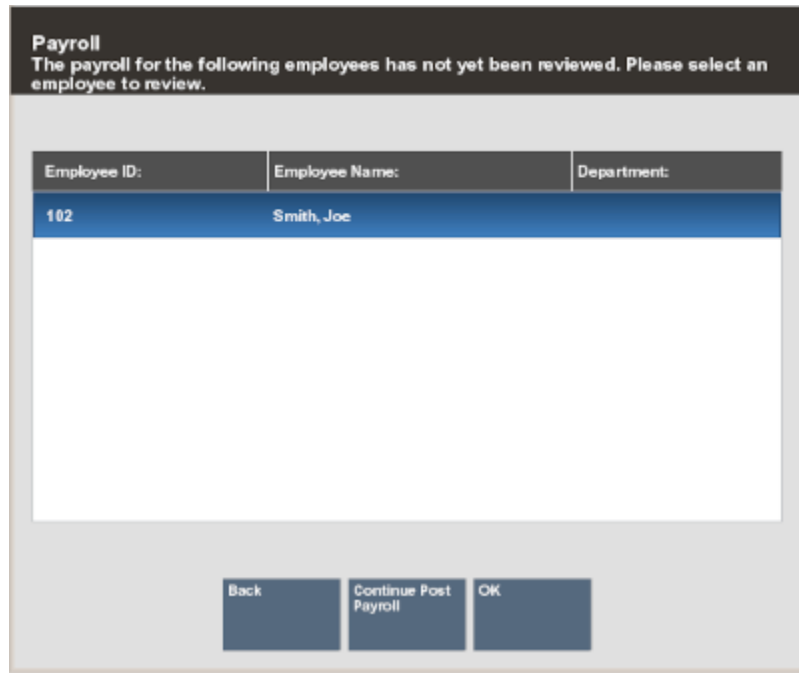 Payroll
The payroll for the following employees has not yet been reviewed. Please select an
employee to review.
Employee ID: Employee Name: Department:
102 Smith, Joe
Back Continue Post OK
Payroll